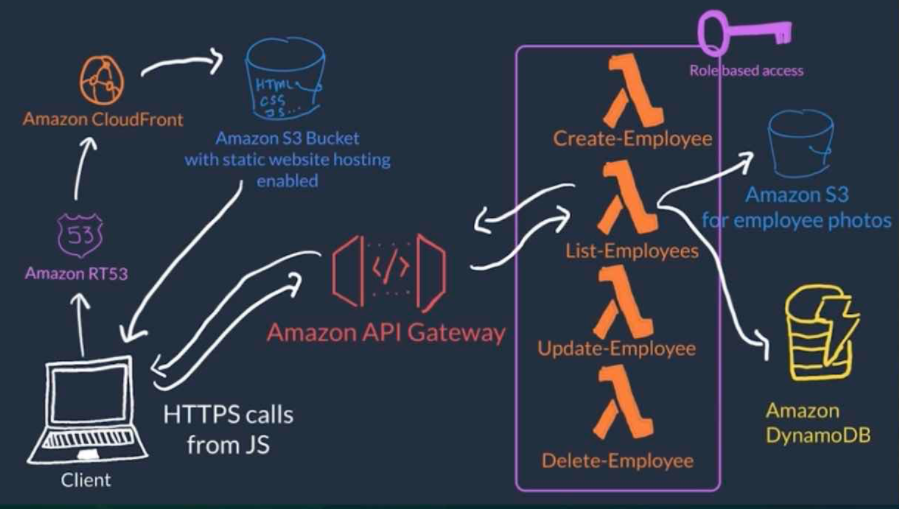 Role based access
HTML
CSS
JS...
Amazon CloudFront
Create-Employee
Amazon S3 Bucket
with static website hosting
enabled
Amazon S3
for employee photos
53
</>
Amazon RT53
List-Employees
Amazon API Gateway
Update-Employee
HTTPS calls
from JS
Amazon
DynamoDB
Delete-Employee
Client